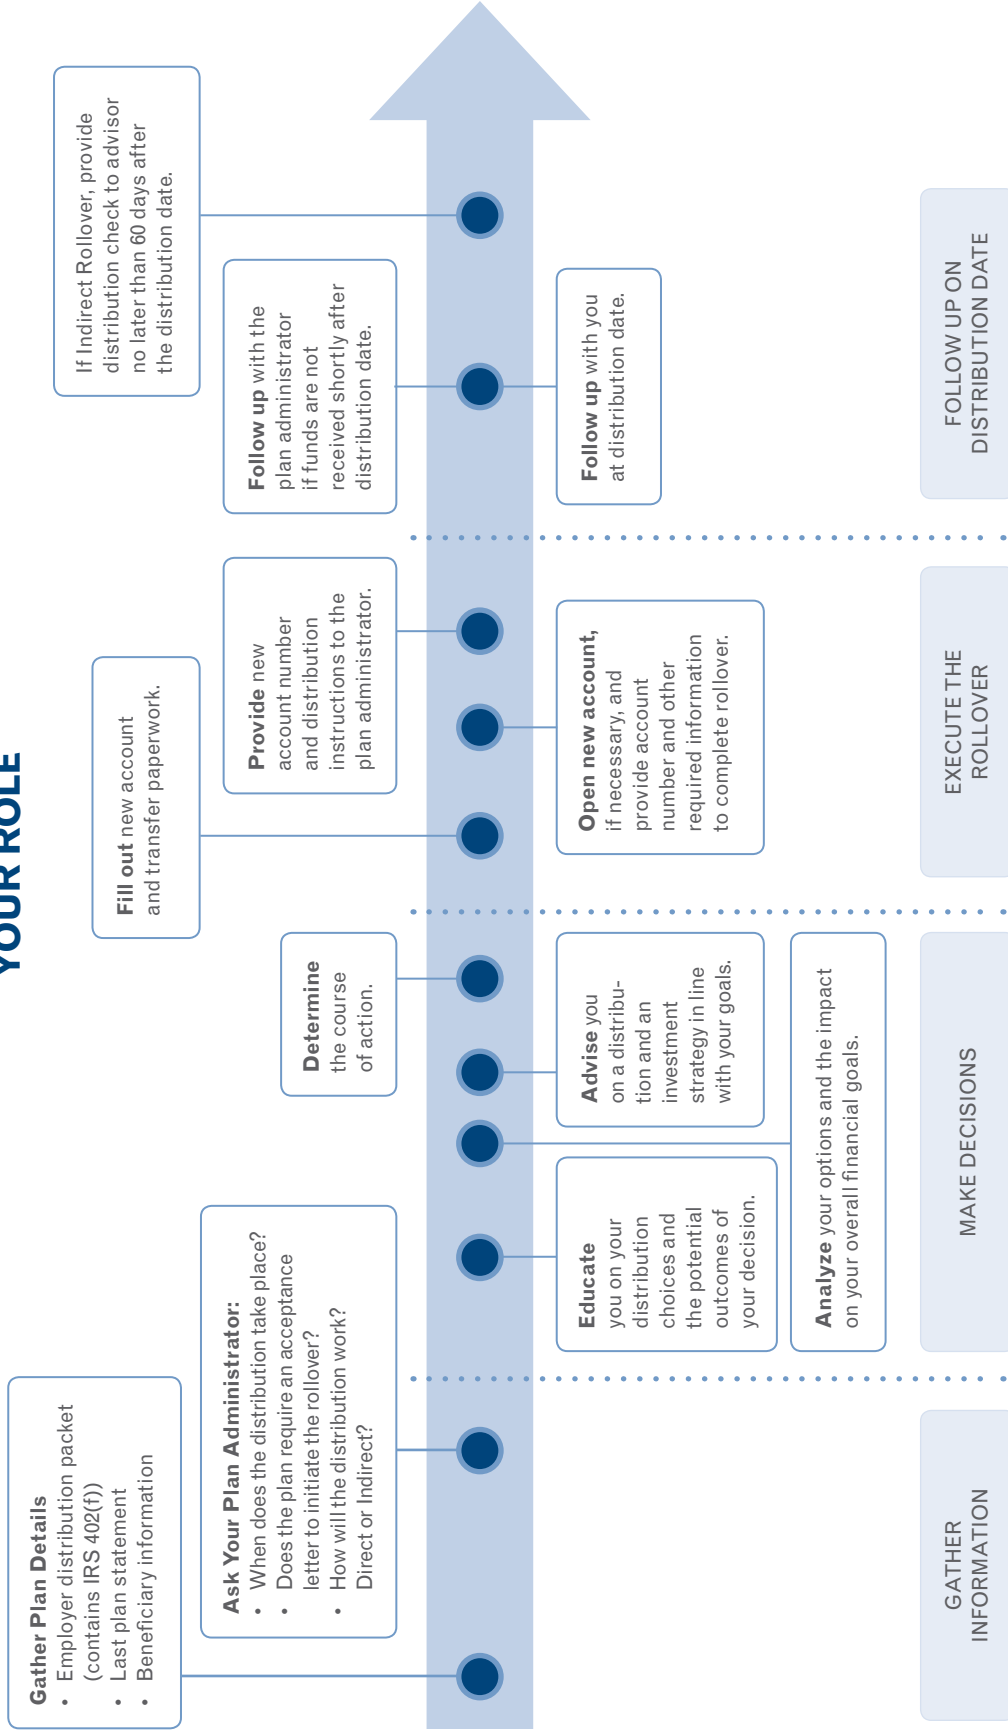 YOUR ROLE
Gather Plan Details
• Employer distribution packet
(contains IRS 402(f))
• Last plan statement
• Beneficiary information
Ask Your Plan Administrator:
• When does the distribution take place?
• Does the plan require an acceptance
letter to initiate the rollover?
• How will the distribution work?
Direct or Indirect?
Determine
the course
of action.
Fill out new account
and transfer paperwork.
Provide new
account number
and distribution
instructions to the
plan administrator.
Follow up with the
plan administrator
if funds are not
received shortly after
distribution date.
If Indirect Rollover, provide
distribution check to advisor
no later than 60 days after
the distribution date.
Educate
you on your
distribution
choices and
the potential
outcomes of
your decision.
Analyze your options and the impact
on your overall financial goals.
Advise you
on a distribu-
tion and an
investment
strategy in line
with your goals.
Open new account,
if necessary, and
provide account
number and other
required information
to complete rollover.
Follow up with you
at distribution date.
GATHER
INFORMATION
MAKE DECISIONS
EXECUTE THE
ROLLOVER
FOLLOW UP ON
DISTRIBUTION DATE